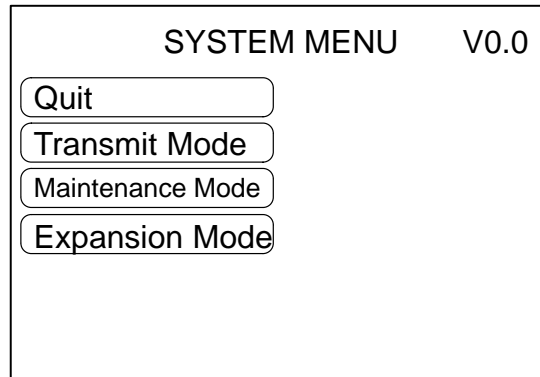 SYSTEM MENU V0.0
Quit
Transmit Mode
Maintenance Mode
Expansion Mode